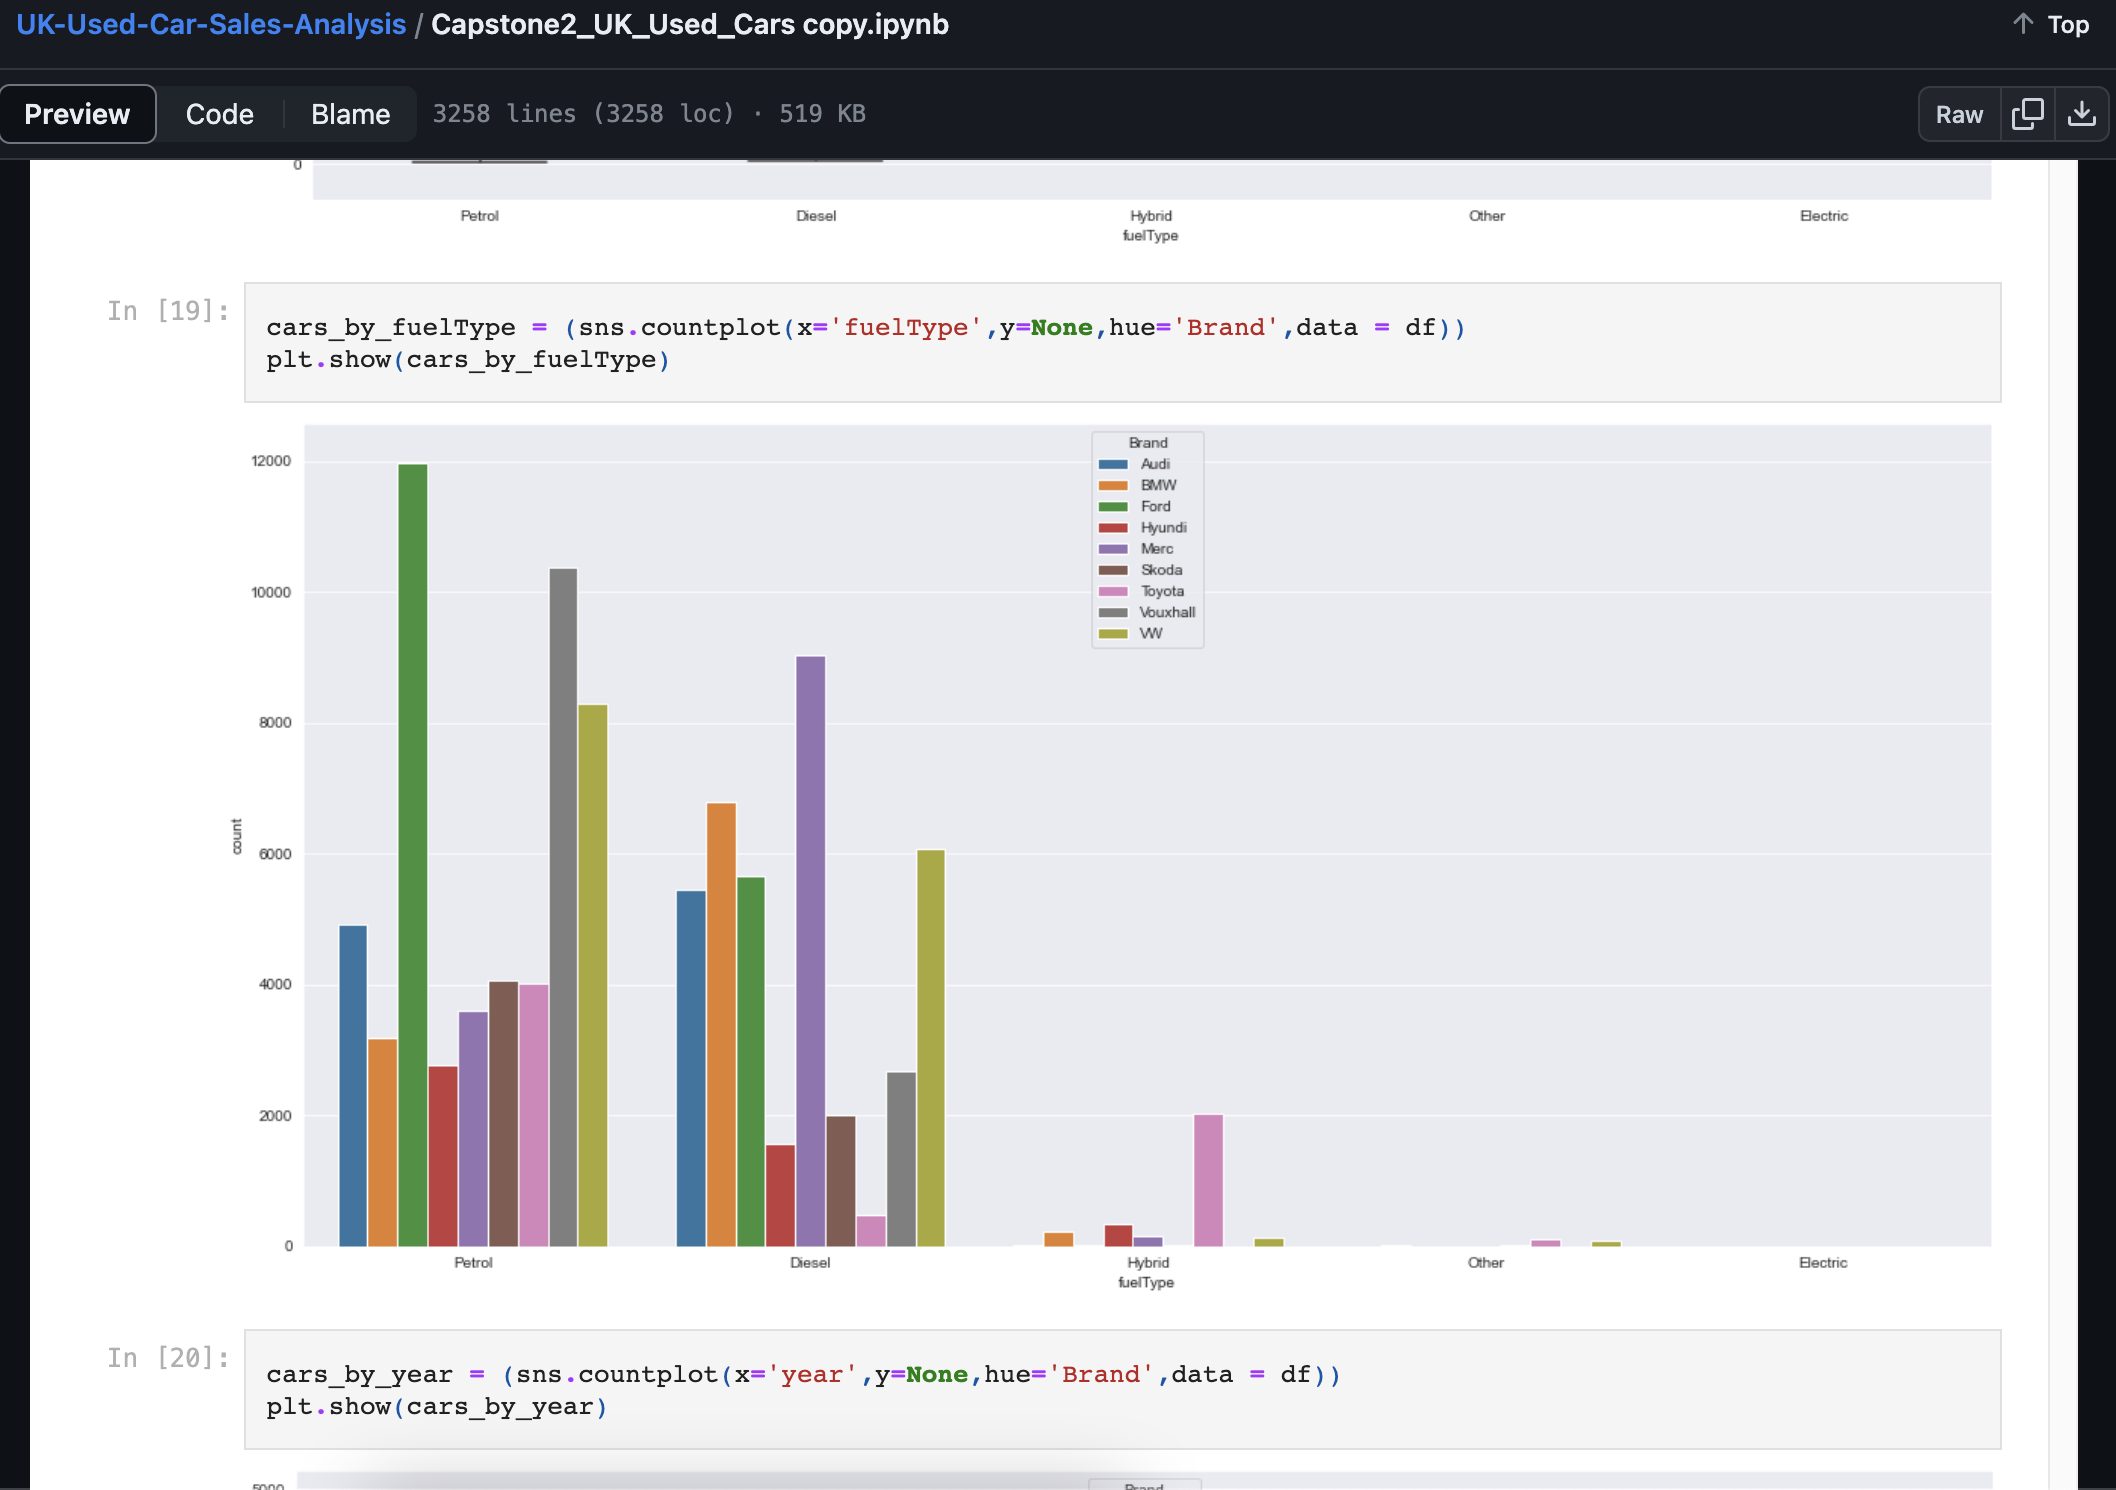 UK-Used-Car-Sales-Analysis / Capstone2_UK_Used_Cars copy.ipynb
Top
Preview
Code
Blame
3258 lines (3258 loc) · 519 KB
Raw
0
Petrol
Diesel
Hybrid
Other
Electric
fuelType
In [19]:
cars_by_fuelType = (sns.countplot(x='fuelType',y=None,hue='Brand',data = df))
plt.show(cars_by_fuelType)
Brand
Audi
BMW
Ford
Hyundi
Merc
Skoda
Toyota
Vouxhall
VW
12000
10000
8000
6000
4000
2000
0
count
Petrol
Diesel
Hybrid
Other
Electric
fuelType
In [20]:
cars_by_year = (sns.countplot(x='year',y=None,hue='Brand',data = df))
plt.show(cars_by_year)
5000
Brand